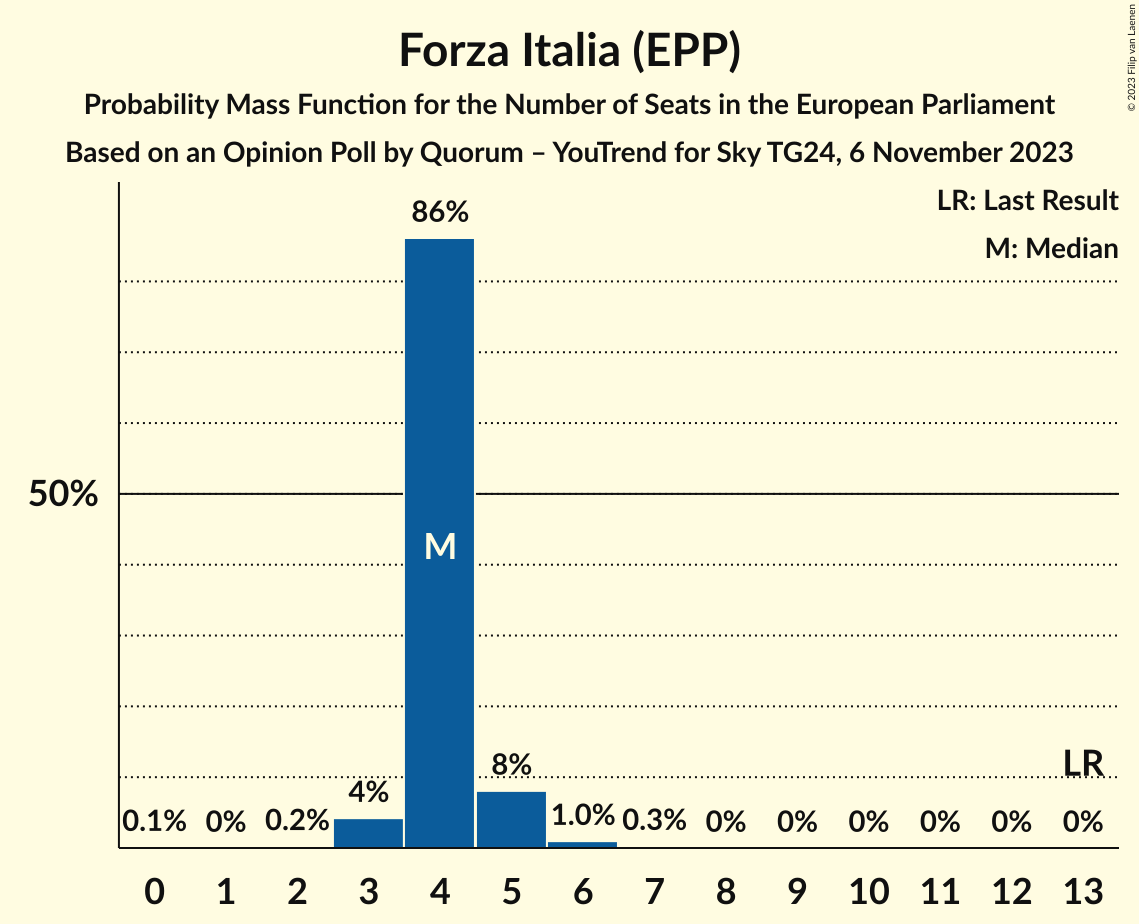 Forza Italia (EPP)
Probability Mass Function for the Number of Seats in the European Parliament
Based on an Opinion Poll by Quorum – YouTrend for Sky TG24, 6 November 2023
© 2023 Filip van Laenen
LR: Last Result
M: Median
86%
50%
M
LR
8%
4%
0.1% 0% 0.2% 1.0% 0.3% 0% 0% 0% 0% 0% 0%
0 1 2 3 4 5 6 7 8 9 10 11 12 13